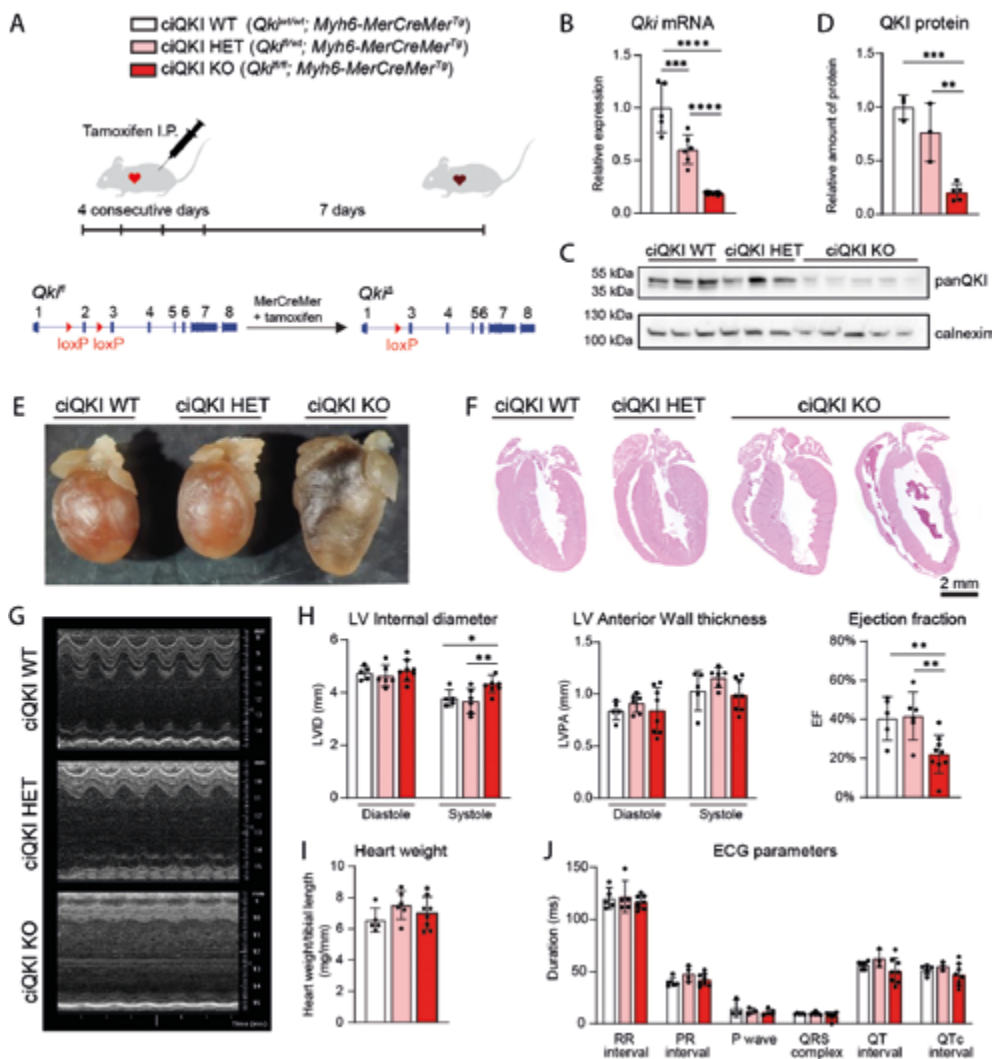 A
ciQKI WT (Qki^wt/wt; Myh6-MerCreMer^Tg)
ciQKI HET (Qki^fl/wt; Myh6-MerCreMer^Tg)
ciQKI KO (Qki^fl/fl; Myh6-MerCreMer^Tg)
Tamoxifen I.P.
4 consecutive days
7 days
Qki^fl
1 2 3 4 5 6 7 8
loxP loxP
MerCreMer
+ tamoxifen
Qki^Δ
1 3 4 5 6 7 8
loxP
B
Qki mRNA
Relative expression
1.5
1.0
0.5
0.0
****
***
****
D
QKI protein
Relative amount of protein
1.5
1.0
0.5
0.0
***
**
C
ciQKI WT ciQKI HET ciQKI KO
55 kDa
35 kDa
panQKI
130 kDa
100 kDa
calnexin
E
ciQKI WT ciQKI HET ciQKI KO
F
ciQKI WT ciQKI HET ciQKI KO
2 mm
G
ciQKI WT
ciQKI HET
ciQKI KO
H
LV Internal diameter
LVID (mm)
6
4
2
0
*
**
Diastole Systole
LV Anterior Wall thickness
LVPA (mm)
1.5
1.0
0.5
0.0
Diastole Systole
Ejection fraction
EF
80%
60%
40%
20%
0%
**
**
I
Heart weight
Heart weight/tibial length
(mg/mm)
10
8
6
4
2
0
J
ECG parameters
Duration (ms)
150
100
50
0
RR interval
PR interval
P wave
QRS complex
QT interval
QTc interval